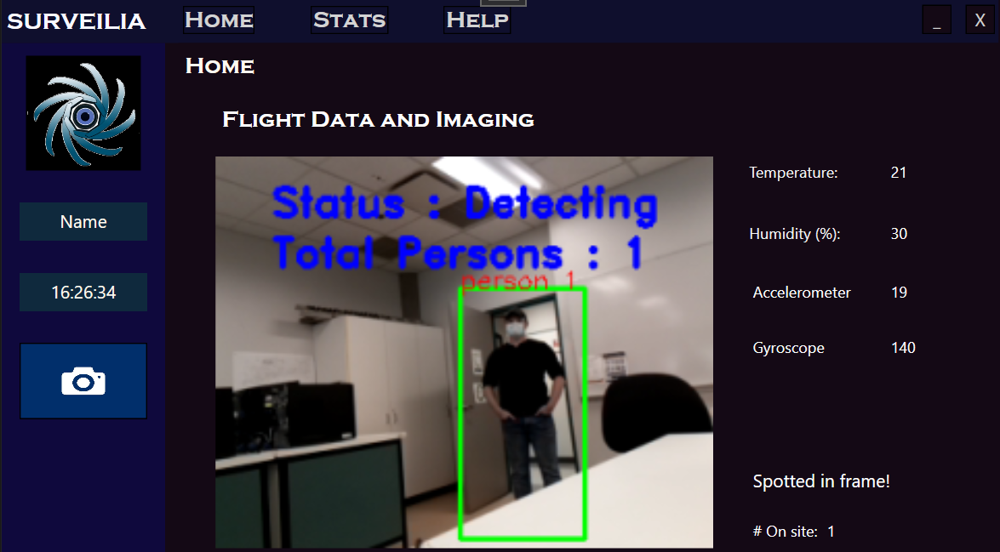 SURVEILIA
Home
Stats
Help
_
X
Home
Flight Data and Imaging
Name
16:26:34
Status : Detecting
Total Persons : 1
person 1
Temperature: 21
Humidity (%): 30
Accelerometer 19
Gyroscope 140
Spotted in frame!
# On site: 1